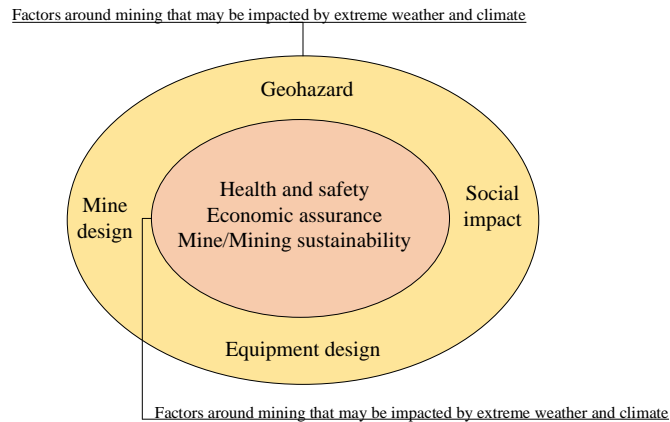 Factors around mining that may be impacted by extreme weather and climate
Geohazard
Health and safety
Economic assurance
Mine/Mining sustainability
Mine
design
Social
impact
Equipment design
Factors around mining that may be impacted by extreme weather and climate